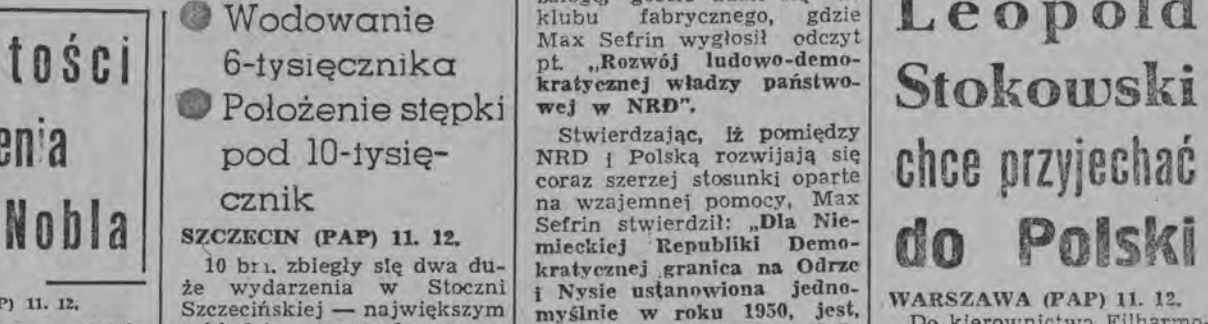 tości
Nobla
11. 12.
Wodowanie
6-tysięcznika
Położenie stępki
pod 10-tysię-
cznik
SZCZECIN (PAP) 11. 12.
10 bm. zbiegły się dwa du-
że wydarzenia w Stoczni
Szczecińskiej — największym
klubu fabrycznego, gdzie
Max Sefrin wygłosił odczyt
pt. „Rozwój ludowo-demo-
kratycznej władzy państwo-
wej w NRD”.
Stwierdzając, iż pomiędzy
NRD i Polską rozwijają się
coraz szerzej stosunki oparte
na wzajemnej pomocy, Max
Sefrin stwierdził: „Dla Nie-
mieckiej Republiki Demo-
kratycznej granica na Odrze
i Nysie ustanowiona jedno-
myślnie w roku 1950, jest,
Leopold
Stokowski
chce przyjechać
do Polski
WARSZAWA (PAP) 11. 12.
Do kierownictwa Filharmo-